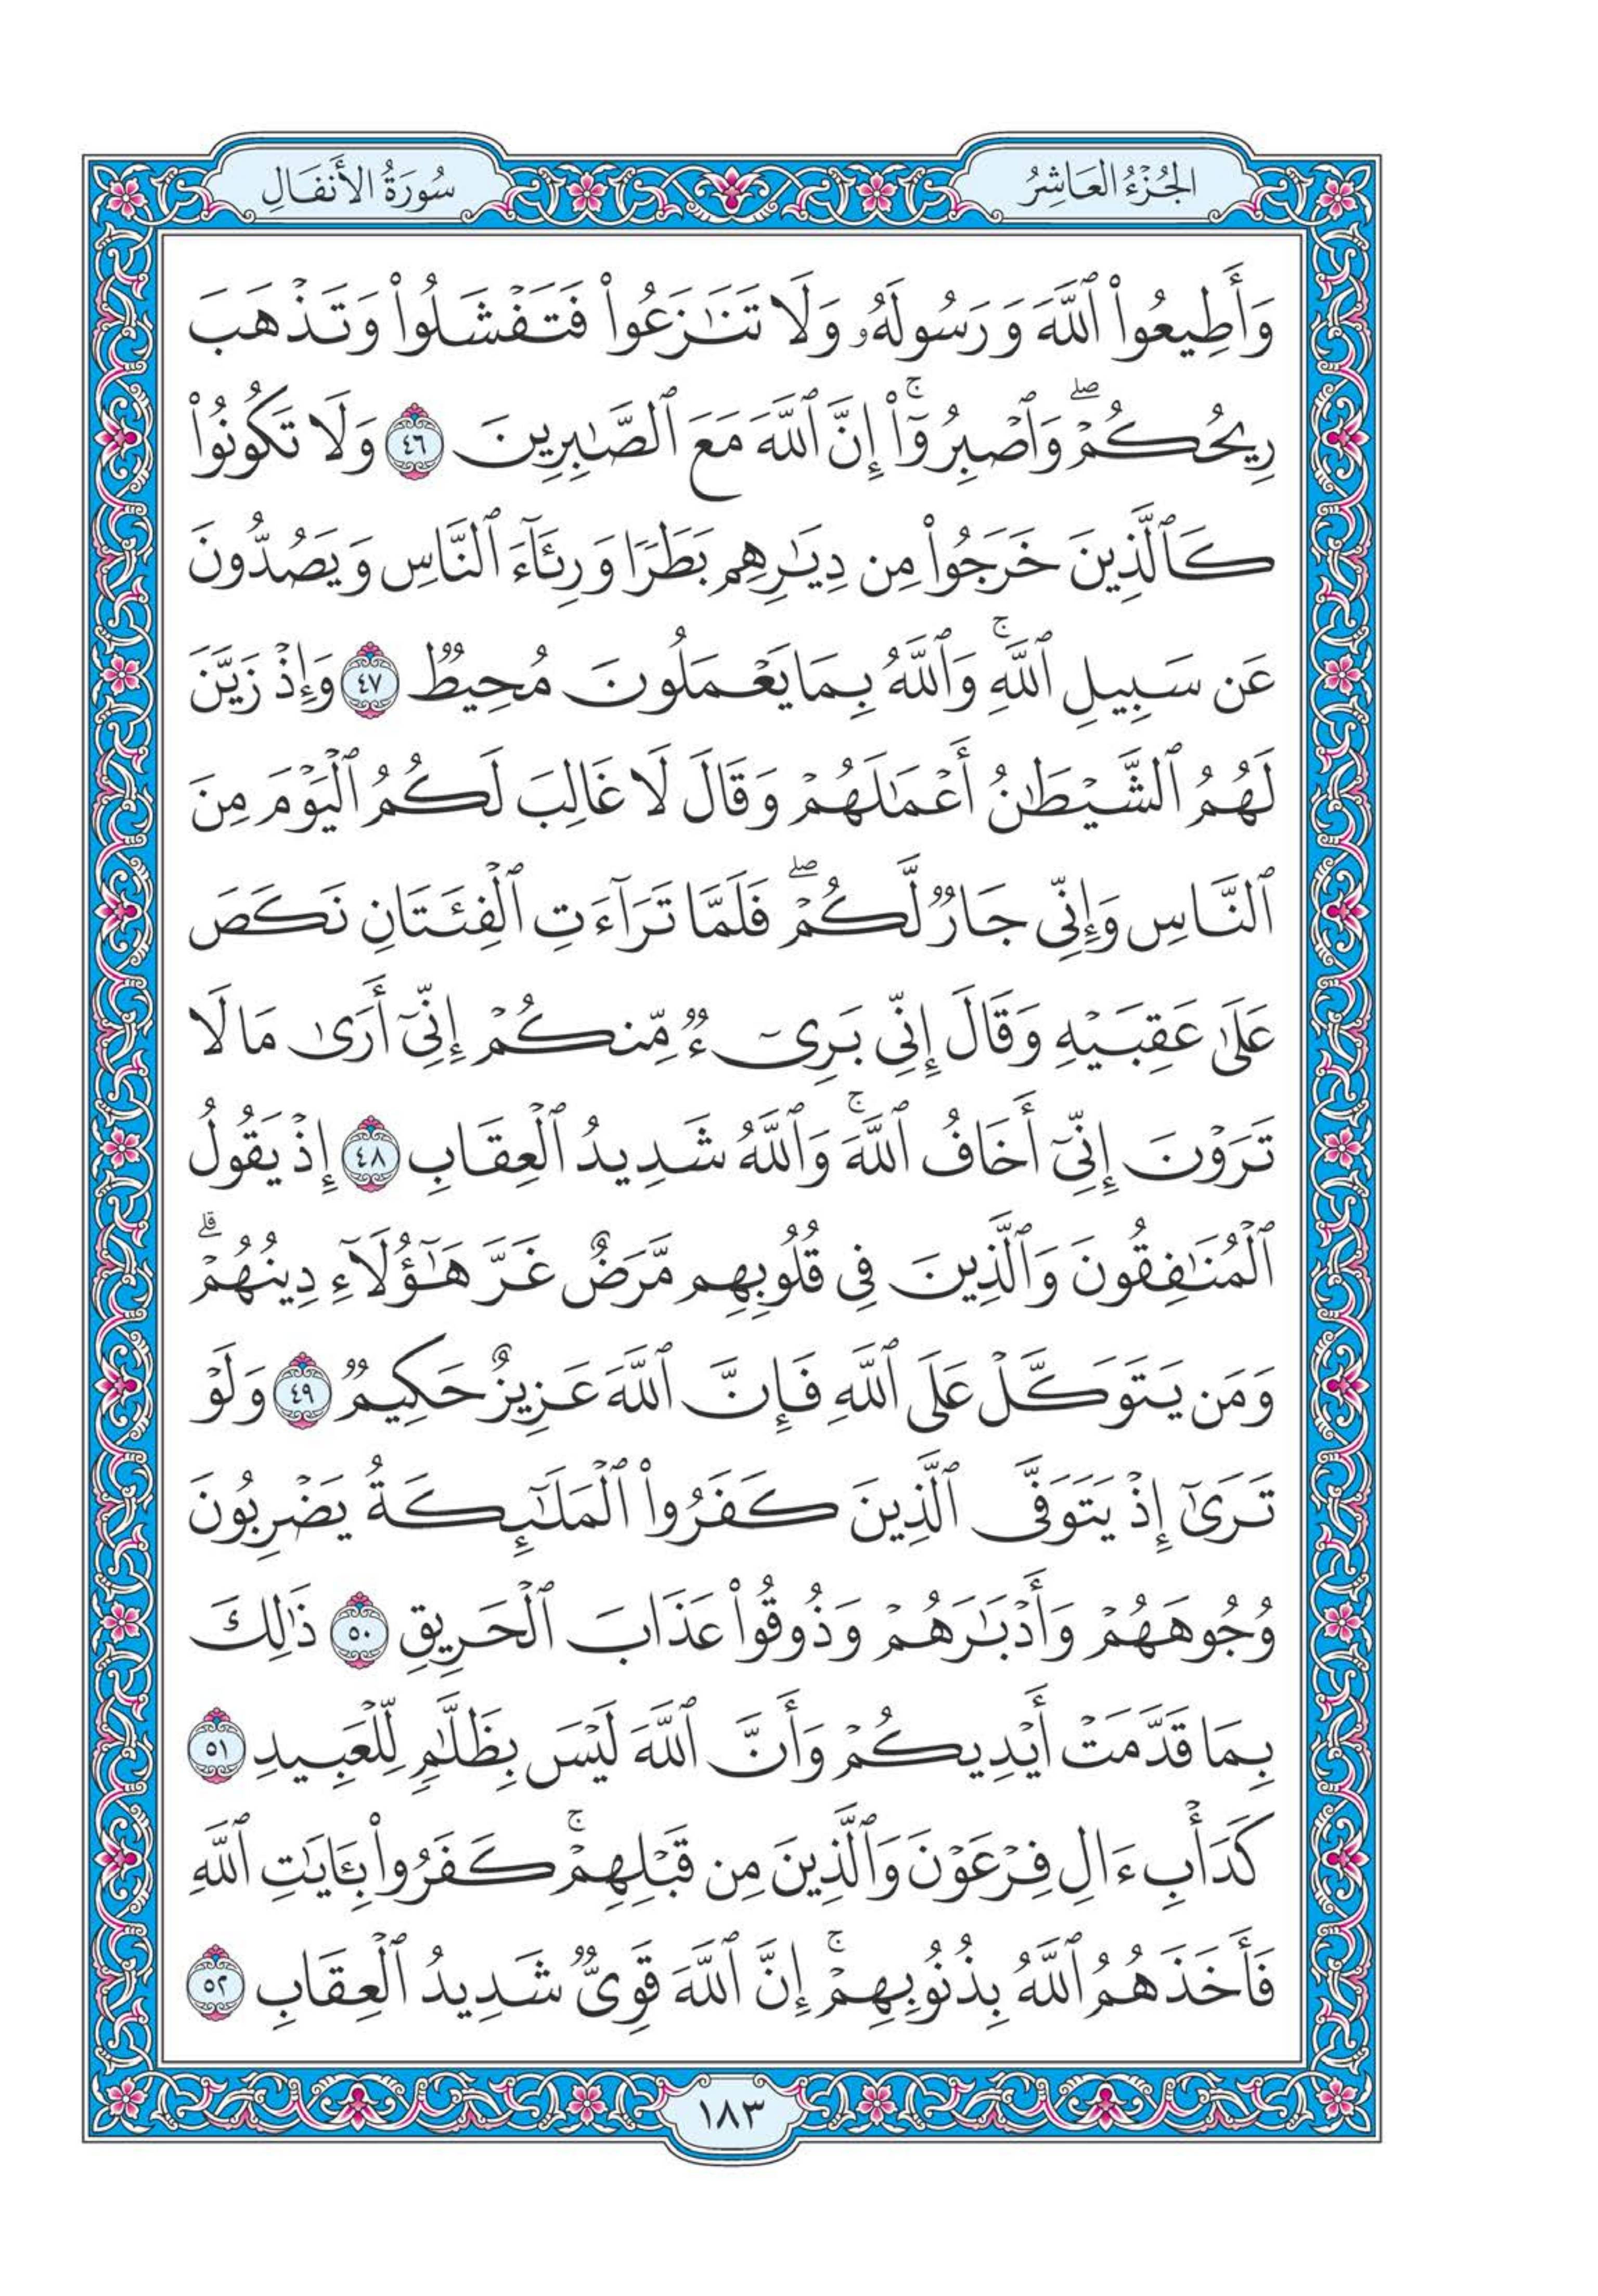 الجُزْءُ العَاشِرُ
سُورَةُ الأَنفَالِ
وَأَطِيعُواْ ٱللَّهَ وَرَسُولَهُۥ وَلَا تَنَٰزَعُواْ فَتَفۡشَلُواْ وَتَذۡهَبَ
رِيحُكُمۡۖ وَٱصۡبِرُوٓاْۚ إِنَّ ٱللَّهَ مَعَ ٱلصَّٰبِرِينَ ٤٦ وَلَا تَكُونُواْ
كَٱلَّذِينَ خَرَجُواْ مِن دِيَٰرِهِم بَطَرٗا وَرِئَآءَ ٱلنَّاسِ وَيَصُدُّونَ
عَن سَبِيلِ ٱللَّهِۚ وَٱللَّهُ بِمَا يَعۡمَلُونَ مُحِيطٞ ٤٧ وَإِذۡ زَيَّنَ
لَهُمُ ٱلشَّيۡطَٰنُ أَعۡمَٰلَهُمۡ وَقَالَ لَا غَالِبَ لَكُمُ ٱلۡيَوۡمَ مِنَ
ٱلنَّاسِ وَإِنِّي جَارٞ لَّكُمۡۖ فَلَمَّا تَرَآءَتِ ٱلۡفِئَتَانِ نَكَصَ
عَلَىٰ عَقِبَيۡهِ وَقَالَ إِنِّي بَرِيٓءٞ مِّنكُمۡ إِنِّيٓ أَرَىٰ مَا لَا
تَرَوۡنَ إِنِّيٓ أَخَافُ ٱللَّهَۚ وَٱللَّهُ شَدِيدُ ٱلۡعِقَابِ ٤٨ إِذۡ يَقُولُ
ٱلۡمُنَٰفِقُونَ وَٱلَّذِينَ فِي قُلُوبِهِم مَّرَضٌ غَرَّ هَٰٓؤُلَآءِ دِينُهُمۡۗ
وَمَن يَتَوَكَّلۡ عَلَى ٱللَّهِ فَإِنَّ ٱللَّهَ عَزِيزٌ حَكِيمٞ ٤٩ وَلَوۡ
تَرَىٰٓ إِذۡ يَتَوَفَّى ٱلَّذِينَ كَفَرُواْ ٱلۡمَلَٰٓئِكَةُ يَضۡرِبُونَ
وُجُوهَهُمۡ وَأَدۡبَٰرَهُمۡ وَذُوقُواْ عَذَابَ ٱلۡحَرِيقِ ٥٠ ذَٰلِكَ
بِمَا قَدَّمَتۡ أَيۡدِيكُمۡ وَأَنَّ ٱللَّهَ لَيۡسَ بِظَلَّٰمٖ لِّلۡعَبِيدِ ٥١
كَدَأۡبِ ءَالِ فِرۡعَوۡنَ وَٱلَّذِينَ مِن قَبۡلِهِمۡۚ كَفَرُواْ بِـَٔايَٰتِ ٱللَّهِ
فَأَخَذَهُمُ ٱللَّهُ بِذُنُوبِهِمۡۚ إِنَّ ٱللَّهَ قَوِيّٞ شَدِيدُ ٱلۡعِقَابِ ٥٢
١٨٣